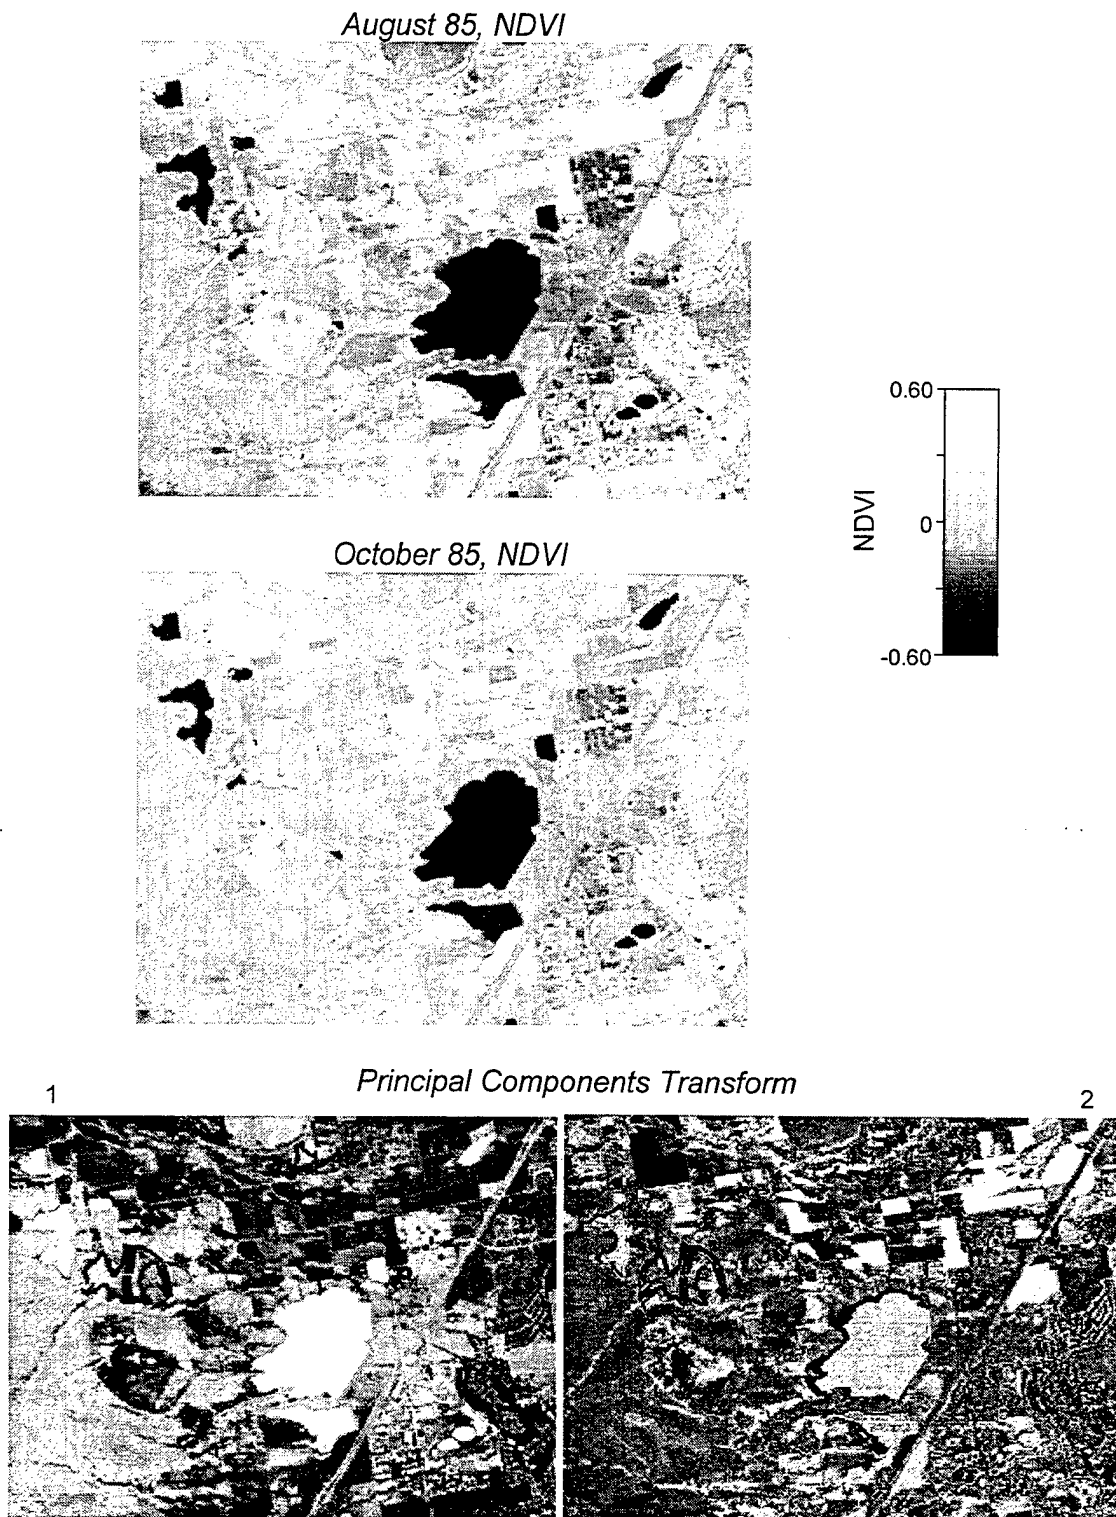 August 85, NDVI
0.60
NDVI
0
-0.60
October 85, NDVI
Principal Components Transform
1
2